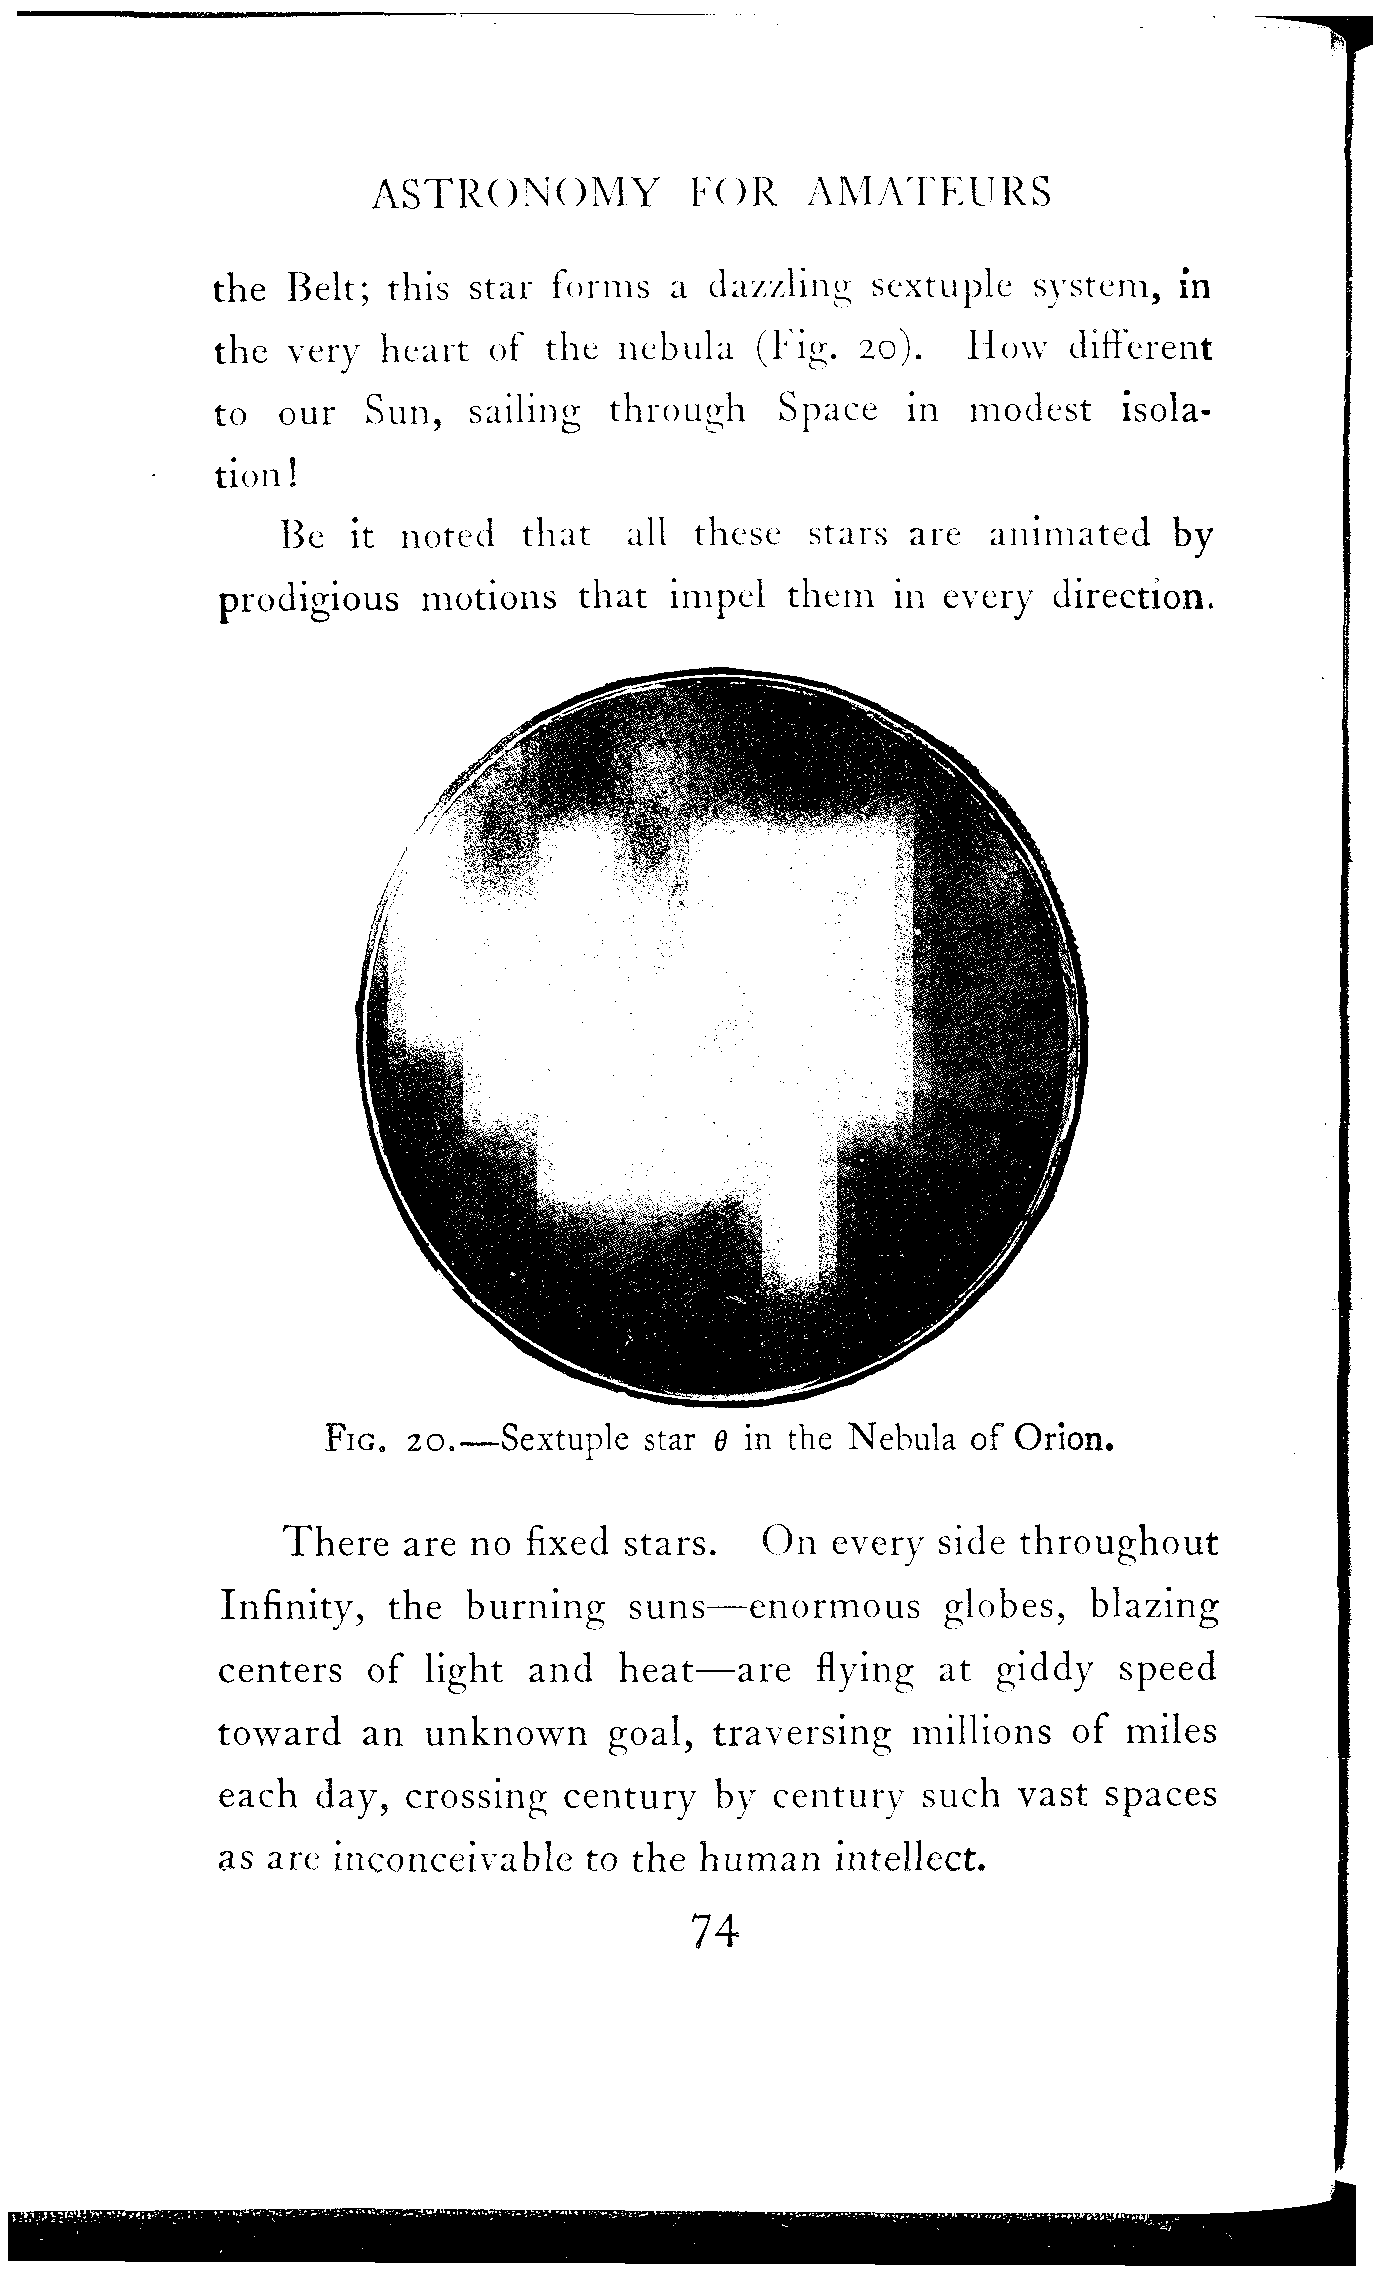 ASTRONOMY FOR AMATEURS
the Belt; this star forms a dazzling sextuple system, in
the very heart of the nebula (Fig. 20). How different
to our Sun, sailing through Space in modest isola-
tion!
Be it noted that all these stars are animated by
prodigious motions that impel them in every direction.
FIG. 20.—Sextuple star θ in the Nebula of Orion.
There are no fixed stars. On every side throughout
Infinity, the burning suns—enormous globes, blazing
centers of light and heat—are flying at giddy speed
toward an unknown goal, traversing millions of miles
each day, crossing century by century such vast spaces
as are inconceivable to the human intellect.
74